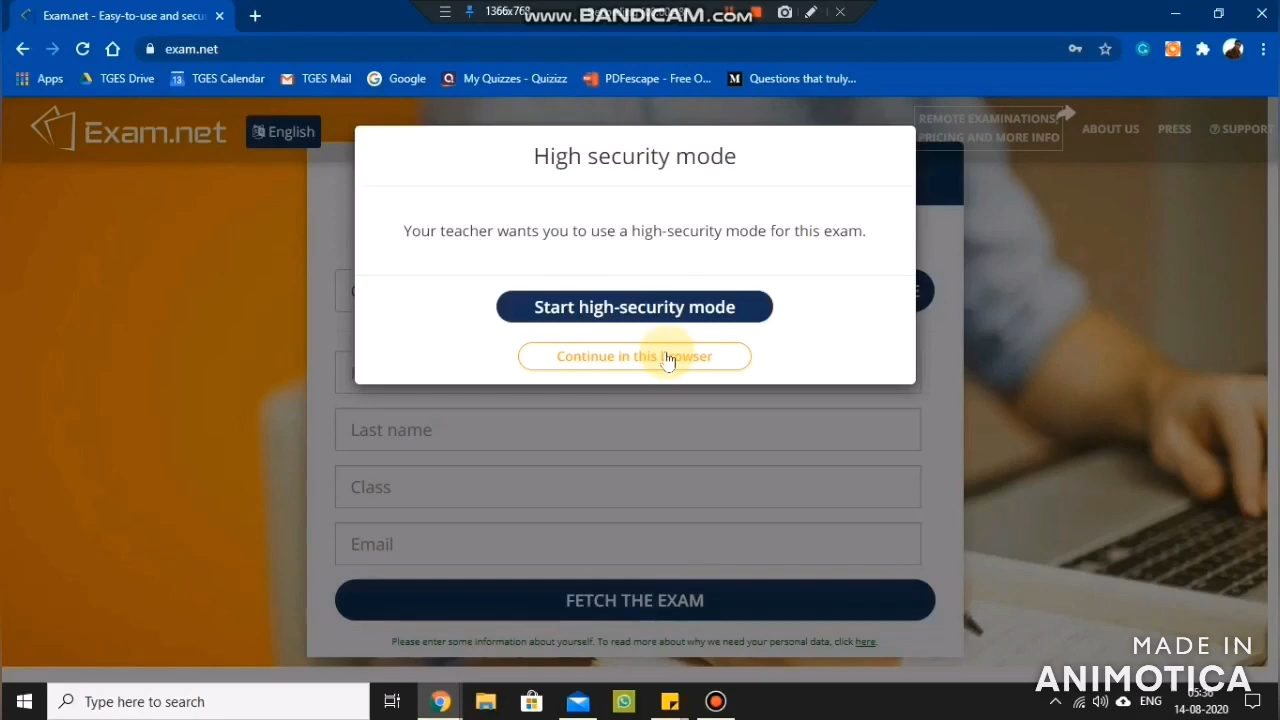 Exam.net - Easy-to-use and secu
1366x768
www.BANDICAM.com
exam.net
Apps
TGES Drive
TGES Calendar
TGES Mail
Google
My Quizzes - Quizizz
PDFescape - Free O...
Questions that truly...
Exam.net
English
REMOTE EXAMINATIONS,
PRICING AND MORE INFO
ABOUT US
PRESS
SUPPORT
High security mode
Your teacher wants you to use a high-security mode for this exam.
Start high-security mode
Continue in this browser
Last name
Class
Email
FETCH THE EXAM
Please enter some information about yourself. To read more about why we need your personal data, click here.
MADE IN
ANIMOTICA
Type here to search
ENG
14-08-2020